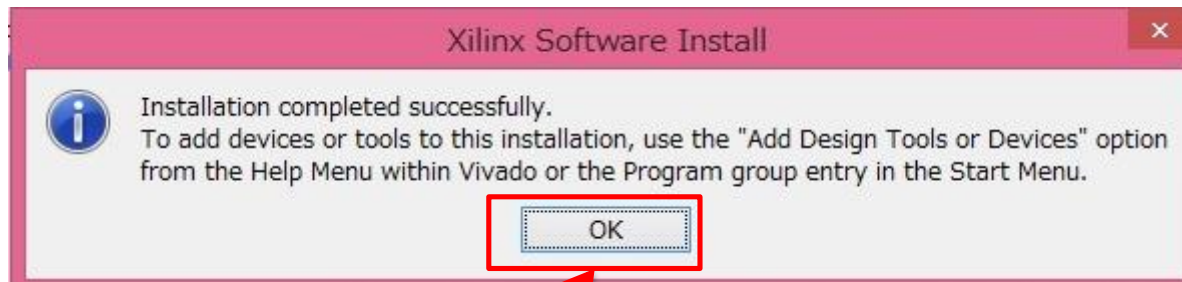 Xilinx Software Install
Installation completed successfully.
To add devices or tools to this installation, use the "Add Design Tools or Devices" option
from the Help Menu within Vivado or the Program group entry in the Start Menu.
OK